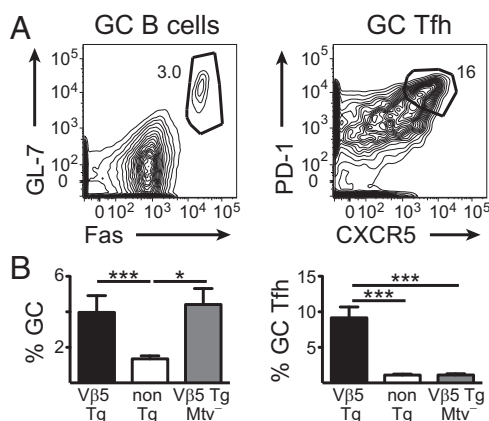 A
GC B cells
GC Tfh
GL-7
10⁵
10⁴
10³
10²
0
3.0
0 10² 10³ 10⁴ 10⁵
Fas
PD-1
10⁵
10⁴
10³
10²
0
16
0 10² 10³ 10⁴ 10⁵
CXCR5
B
% GC
6
4
2
*** *
Vβ5 Tg
non Tg
Vβ5 Tg Mtv⁻
% GC Tfh
15
10
5
***
***
Vβ5 Tg
non Tg
Vβ5 Tg Mtv⁻